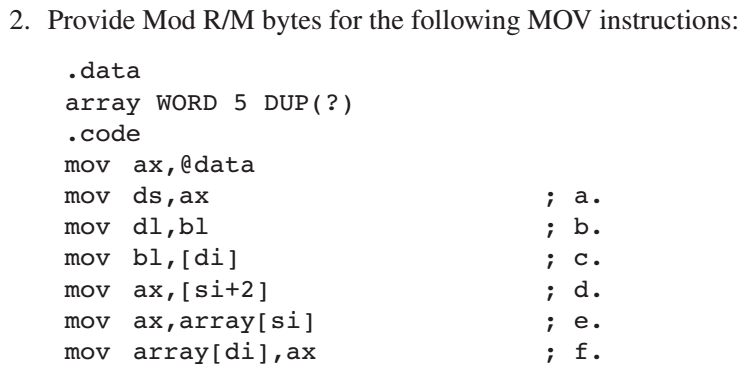 2. Provide Mod R/M bytes for the following MOV instructions:
.data
array WORD 5 DUP(?)
.code
mov ax,@data
mov ds,ax ; a.
mov dl,bl ; b.
mov bl,[di] ; c.
mov ax,[si+2] ; d.
mov ax,array[si] ; e.
mov array[di],ax ; f.